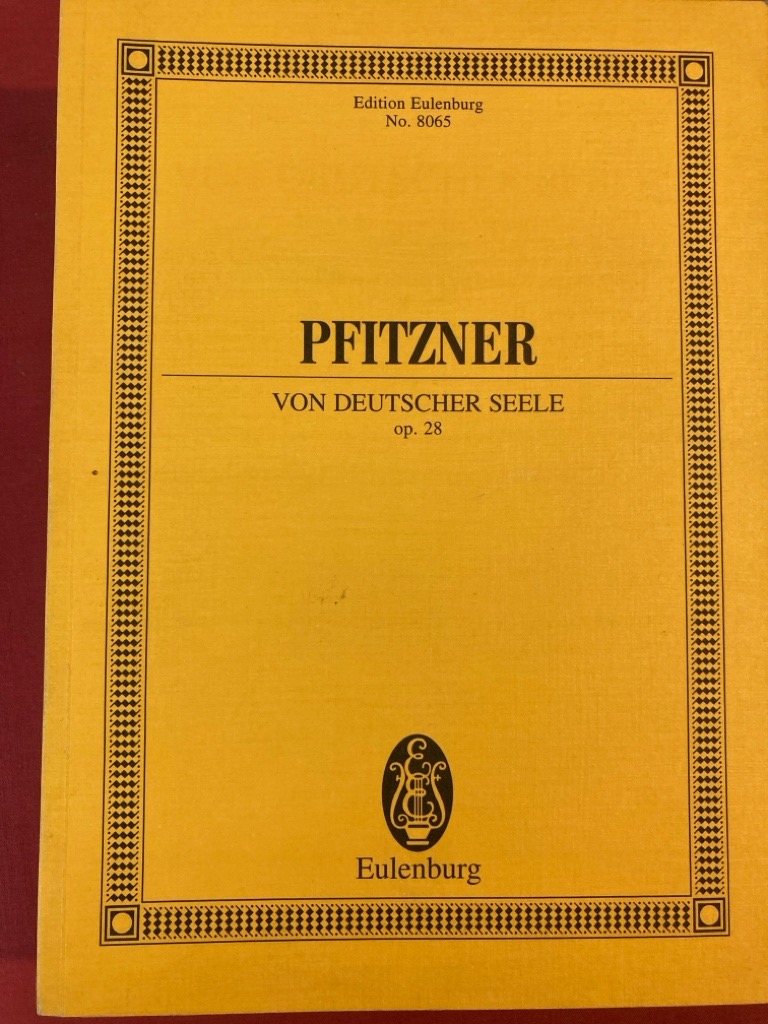 Edition Eulenburg
No. 8065
PFITZNER
VON DEUTSCHER SEELE
op. 28
Eulenburg